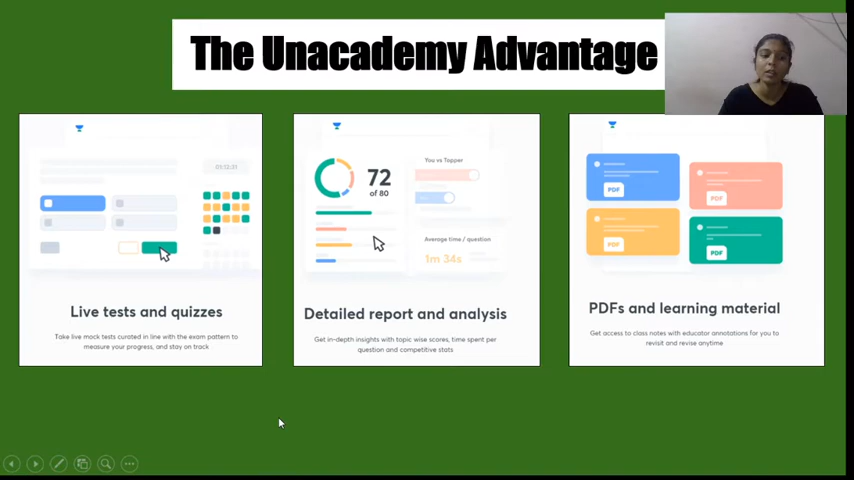 The Unacademy Advantage
01:12:31
Live tests and quizzes
Take live mock tests curated in line with the exam pattern to
measure your progress, and stay on track
72
of 80
You vs Topper
Average time / question
1m 34s
Detailed report and analysis
Get in-depth insights with topic wise scores, time spent per
question and competitive stats
PDF
PDF
PDF
PDF
PDFs and learning material
Get access to class notes with educator annotations for you to
revisit and revise anytime